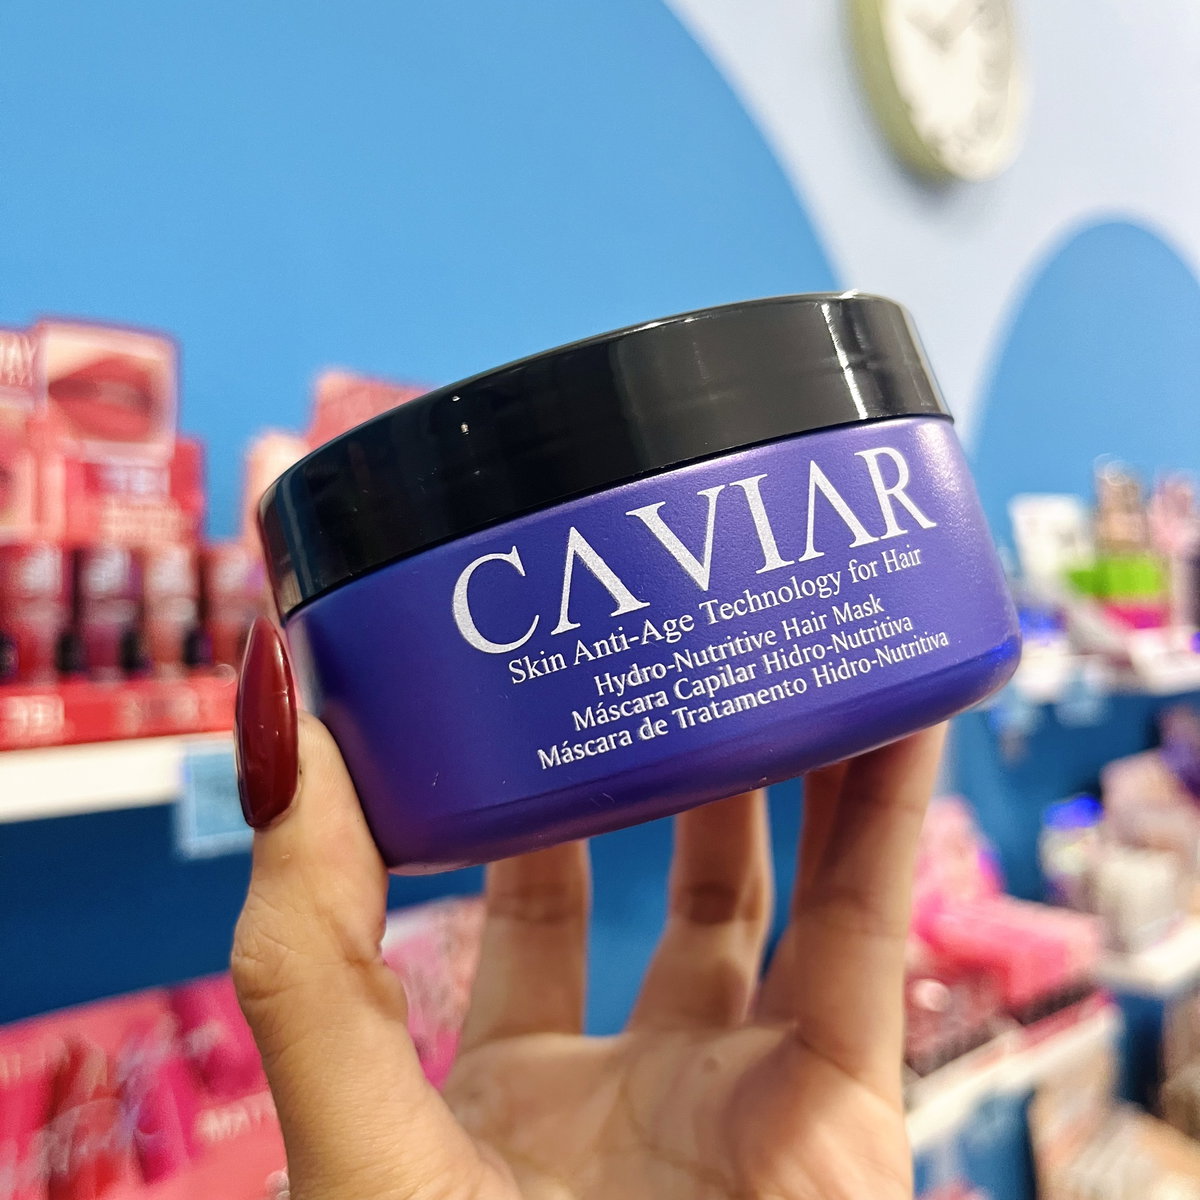 CAVIAR
Skin Anti-Age Technology for Hair
Hydro-Nutritive Hair Mask
Máscara Capilar Hidro-Nutritiva
Máscara de Tratamento Hidro-Nutritiva